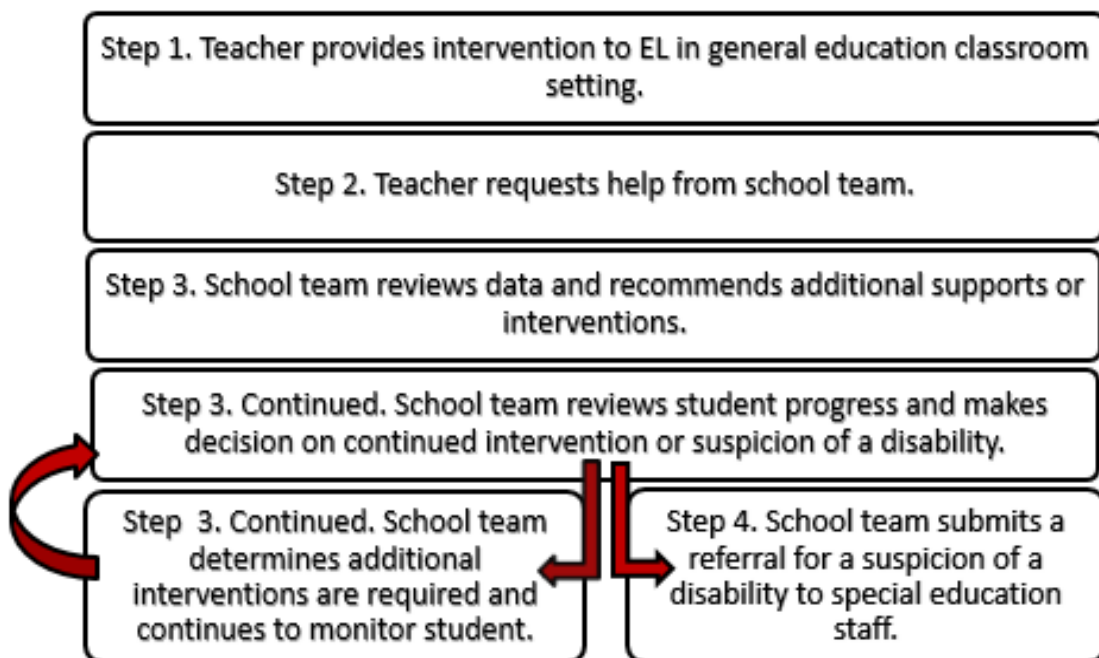 Step 1. Teacher provides intervention to EL in general education classroom
setting.
Step 2. Teacher requests help from school team.
Step 3. School team reviews data and recommends additional supports or
interventions.
Step 3. Continued. School team reviews student progress and makes
decision on continued intervention or suspicion of a disability.
Step 3. Continued. School team
determines additional
interventions are required and
continues to monitor student.
Step 4. School team submits a
referral for a suspicion of a
disability to special education
staff.